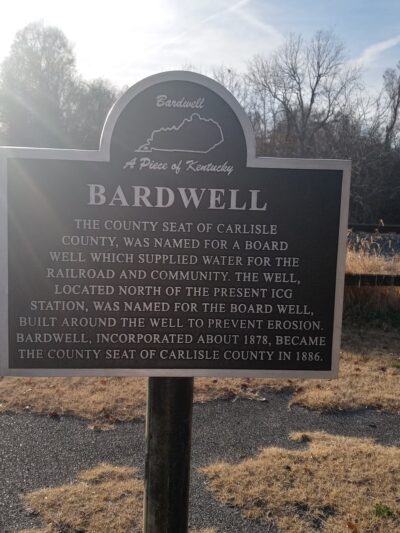 Bardwell
A Piece of Kentucky
BARDWELL
THE COUNTY SEAT OF CARLISLE
COUNTY, WAS NAMED FOR A BOARD
WELL WHICH SUPPLIED WATER FOR THE
RAILROAD AND COMMUNITY. THE WELL,
LOCATED NORTH OF THE PRESENT ICG
STATION, WAS NAMED FOR THE BOARD WELL,
BUILT AROUND THE WELL TO PREVENT EROSION.
BARDWELL, INCORPORATED ABOUT 1878, BECAME
THE COUNTY SEAT OF CARLISLE COUNTY IN 1886.